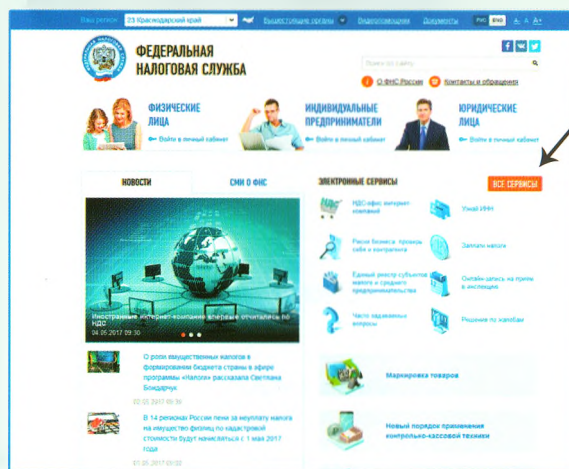 Ваш регион: 23 Краснодарский край
Вышестоящие органы
Видеопомощник
Документы
РУС ENG
A- A A+
ФЕДЕРАЛЬНАЯ
НАЛОГОВАЯ СЛУЖБА
Поиск по сайту
О ФНС России
Контакты и обращения
ФИЗИЧЕСКИЕ
ЛИЦА
Войти в личный кабинет
ИНДИВИДУАЛЬНЫЕ
ПРЕДПРИНИМАТЕЛИ
Войти в личный кабинет
ЮРИДИЧЕСКИЕ
ЛИЦА
Войти в личный кабинет
НОВОСТИ
СМИ О ФНС
Иностранные интернет-компании впервые отчитались по
НДС
04.05.2017 09:30
О роли имущественных налогов в
формировании бюджета страны в эфире
программы «Налоги» рассказала Светлана
Бондарчук
02.05.2017 09:36
В 14 регионах России пени за неуплату налога
на имущество физлиц по кадастровой
стоимости будут начисляться с 1 мая 2017
года
01.05.2017 09:02
ЭЛЕКТРОННЫЕ СЕРВИСЫ
ВСЕ СЕРВИСЫ
НДС-офис интернет-
компаний
Узнай ИНН
Риски бизнеса: проверь
себя и контрагента
Заплати налоги
Единый реестр субъектов
малого и среднего
предпринимательства
Онлайн-запись на прием
в инспекцию
Часто задаваемые
вопросы
Решения по жалобам
Маркировка товаров
Новый порядок применения
контрольно-кассовой техники